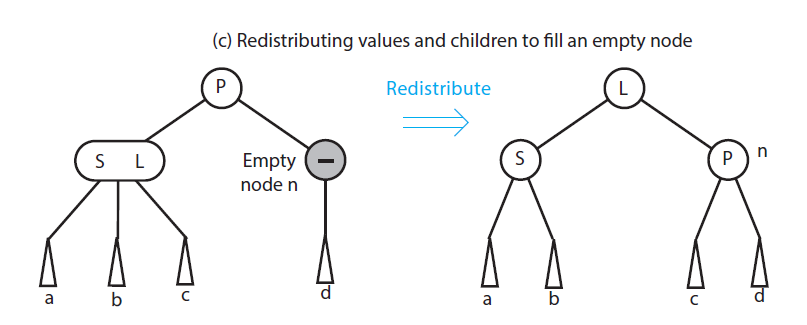 (c) Redistributing values and children to fill an empty node
P
Redistribute
L
S L
Empty
node n
–
S
P
n
a
b
c
d
a
b
c
d